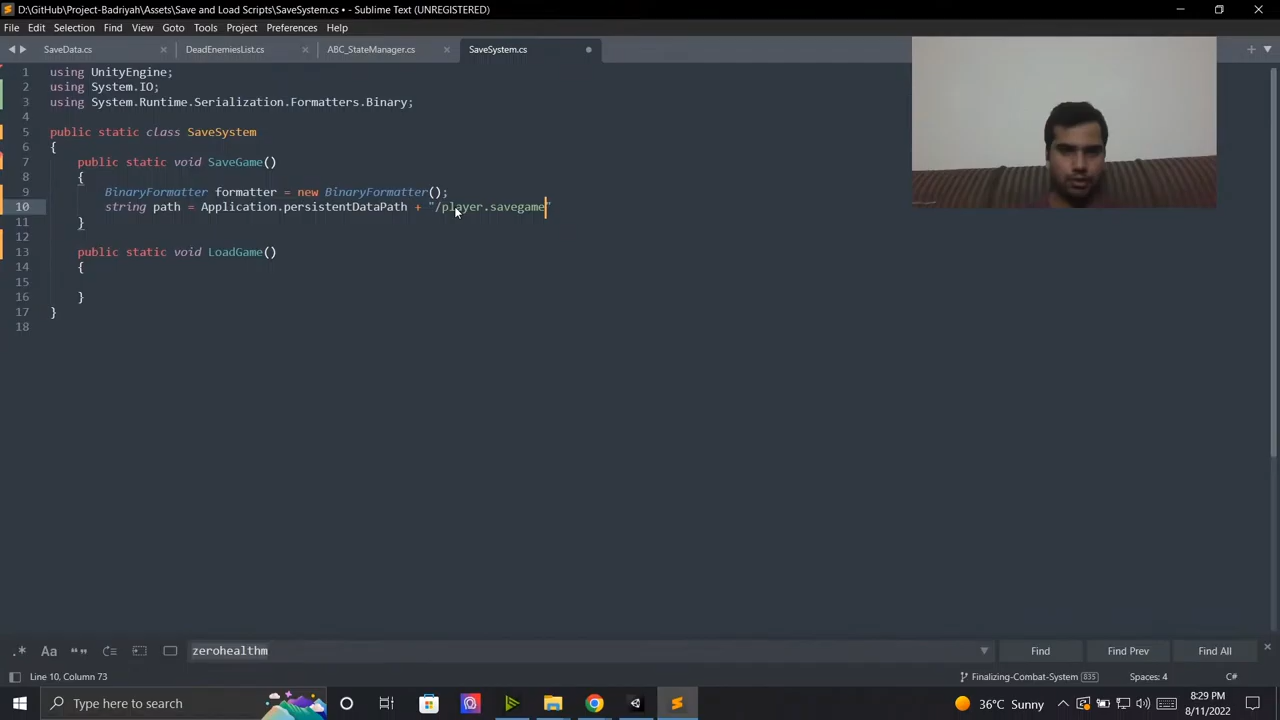 D:\GitHub\Project-Badriyah\Assets\Save and Load Scripts\SaveSystem.cs • - Sublime Text (UNREGISTERED)
File Edit Selection Find View Goto Tools Project Preferences Help
SaveData.cs DeadEnemiesList.cs ABC_StateManager.cs SaveSystem.cs
1 using UnityEngine;
2 using System.IO;
3 using System.Runtime.Serialization.Formatters.Binary;
4
5 public static class SaveSystem
6 {
7 public static void SaveGame()
8 {
9 BinaryFormatter formatter = new BinaryFormatter();
10 string path = Application.persistentDataPath + "/player.savegame"
11 }
12
13 public static void LoadGame()
14 {
15
16 }
17 }
18
.* Aa zerohealthm Find Find Prev Find All
Line 10, Column 73 Finalizing-Combat-System 835 Spaces: 4 C#
Type here to search 36°C Sunny 8:29 PM
8/11/2022